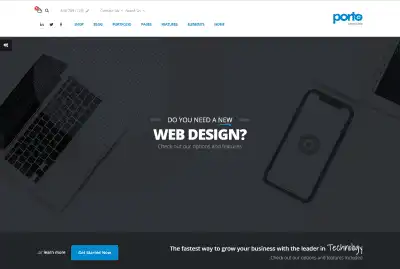 porto
SHOP BLOG PORTFOLIO PAGES FEATURES ELEMENTS HOME
DO YOU NEED A NEW
WEB DESIGN?
Check out our options and features
The fastest way to grow your business with the leader in Technology
Check out our options and features included.
or learn more Get Started Now